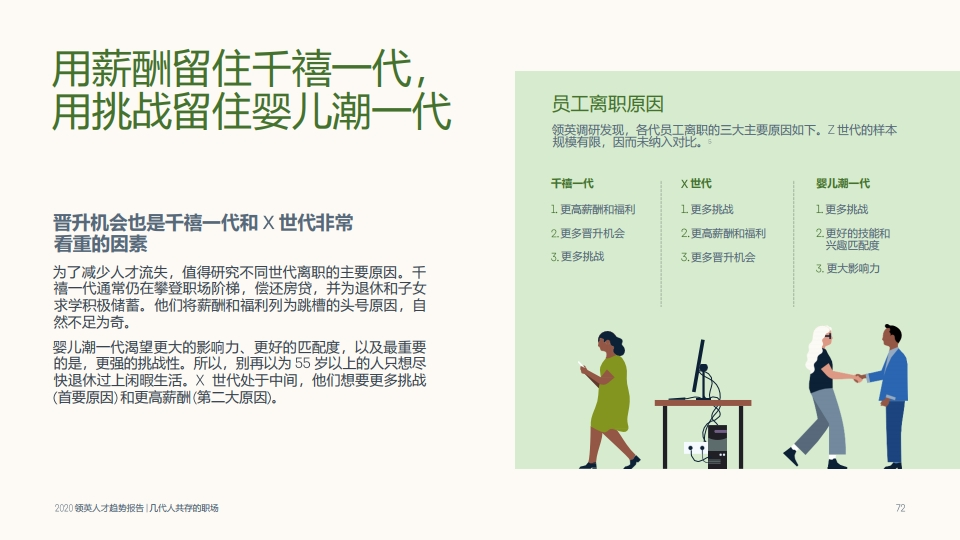 用薪酬留住千禧一代，
用挑战留住婴儿潮一代
晋升机会也是千禧一代和 X 世代非常
看重的因素
为了减少人才流失，值得研究不同世代离职的主要原因。千
禧一代通常仍在攀登职场阶梯，偿还房贷，并为退休和子女
求学积极储蓄。他们将薪酬和福利列为跳槽的头号原因，自
然不足为奇。
婴儿潮一代渴望更大的影响力、更好的匹配度，以及最重要
的是，更强的挑战性。所以，别再以为 55 岁以上的人只想尽
快退休过上闲暇生活。X 世代处于中间，他们想要更多挑战
(首要原因) 和更高薪酬 (第二大原因)。
员工离职原因
领英调研发现，各代员工离职的三大主要原因如下。Z 世代的样本
规模有限，因而未纳入对比。5
千禧一代
1. 更高薪酬和福利
2. 更多晋升机会
3. 更多挑战
X 世代
1. 更多挑战
2. 更高薪酬和福利
3. 更多晋升机会
婴儿潮一代
1. 更多挑战
2. 更好的技能和
兴趣匹配度
3. 更大影响力
2020 领英人才趋势报告 | 几代人共存的职场
72